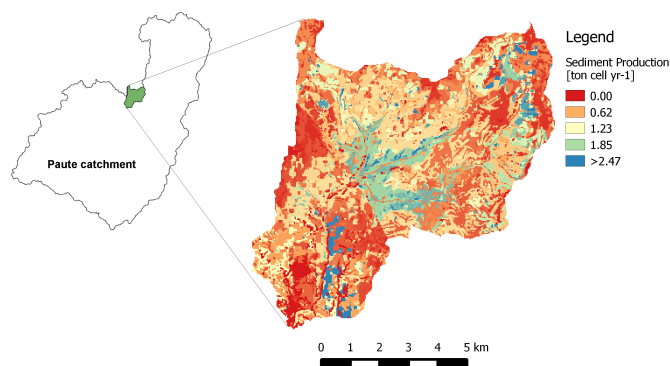 Paute catchment
Legend
Sediment Production
[ton cell yr-1]
0.00
0.62
1.23
1.85
>2.47
0 1 2 3 4 5 km